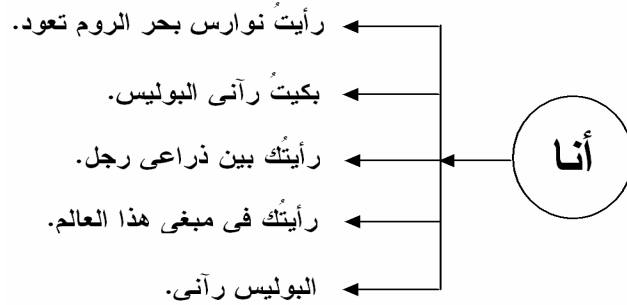 رأيتُ نوارس بحر الروم تعود.
بكيتُ رآنى البوليس.
رأيتُك بين ذراعى رجل.
أنا
رأيتُك فى مبغى هذا العالم.
البوليس رآنى.